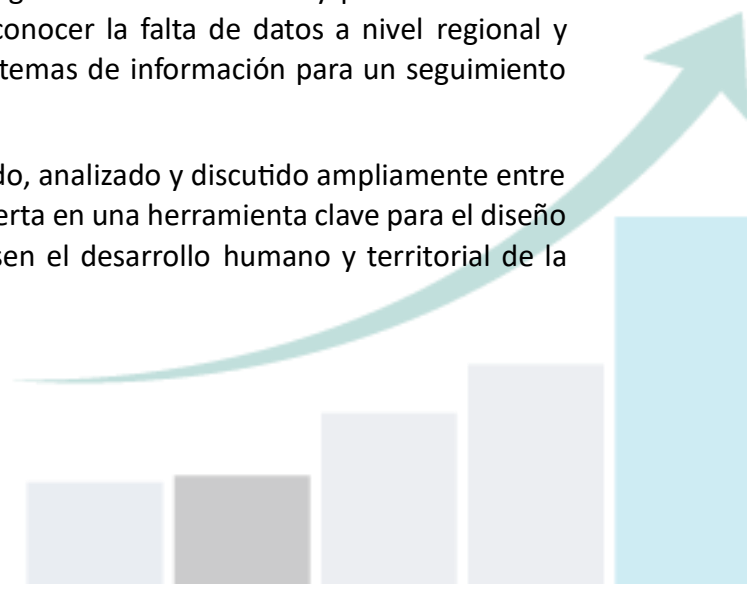 conocer la falta de datos a nivel regional y
temas de información para un seguimiento
do, analizado y discutido ampliamente entre
erta en una herramienta clave para el diseño
sen el desarrollo humano y territorial de la